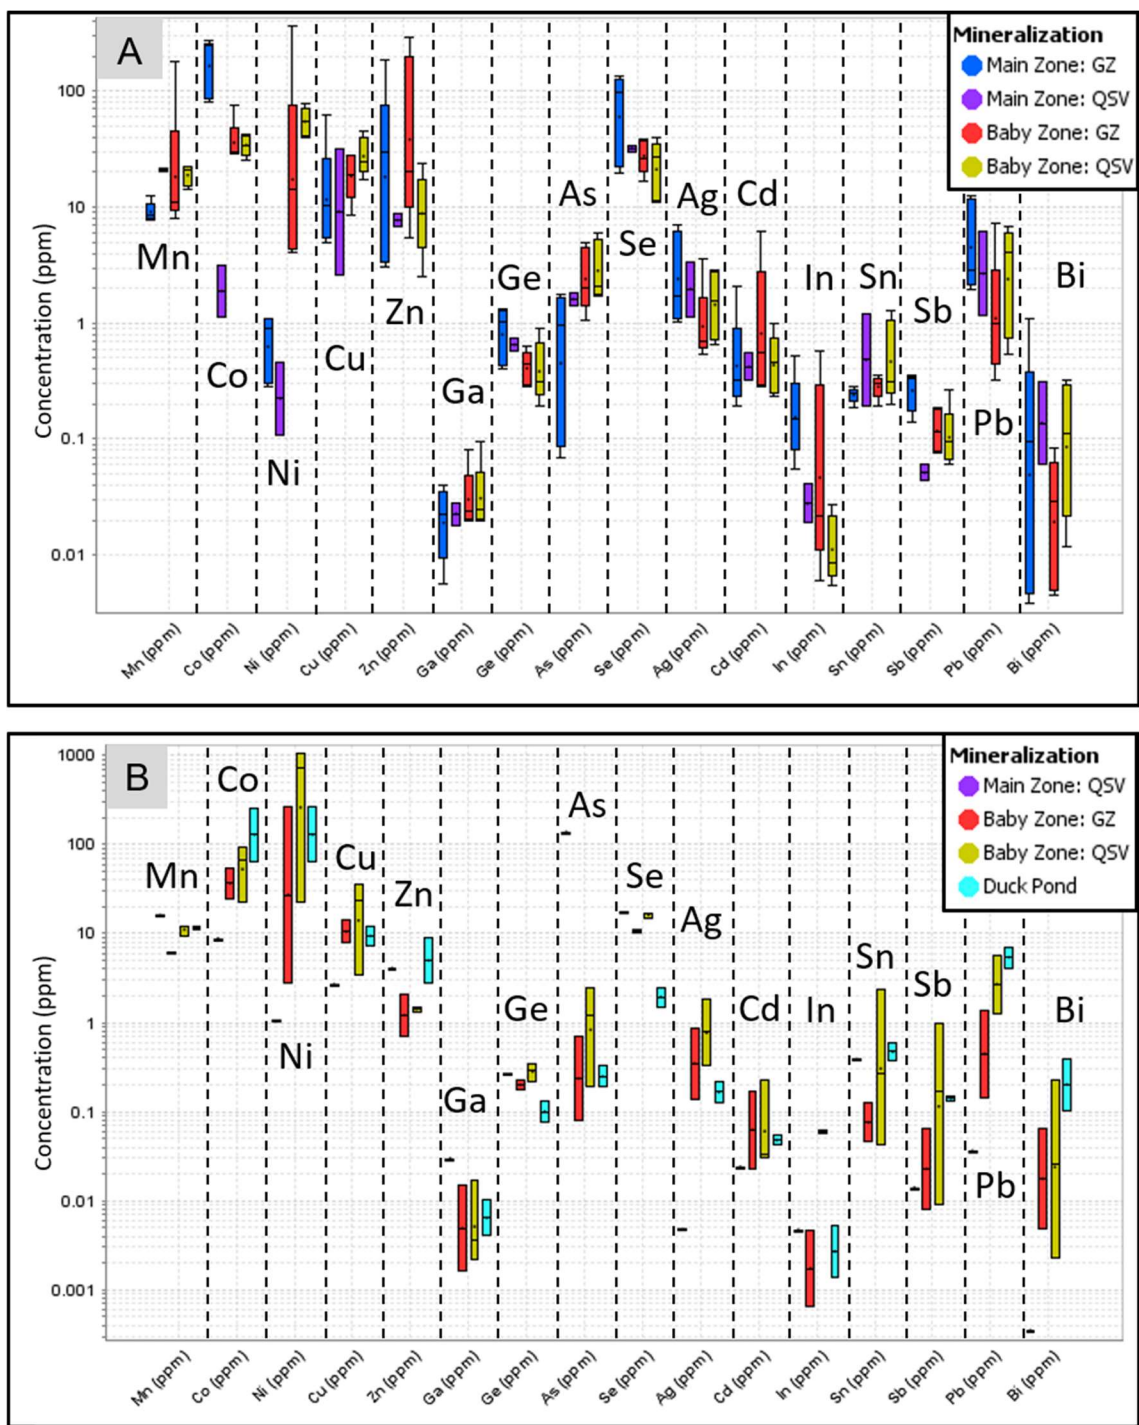 A
Mineralization
Main Zone: GZ
Main Zone: QSV
Baby Zone: GZ
Baby Zone: QSV
Concentration (ppm)
100
10
1
0.1
0.01
Mn
Co
Ni
Cu
Zn
Ga
Ge
As
Se
Ag
Cd
In
Sn
Sb
Pb
Bi
Mn (ppm)
Co (ppm)
Ni (ppm)
Cu (ppm)
Zn (ppm)
Ga (ppm)
Ge (ppm)
As (ppm)
Se (ppm)
Ag (ppm)
Cd (ppm)
In (ppm)
Sn (ppm)
Sb (ppm)
Pb (ppm)
Bi (ppm)
B
Mineralization
Main Zone: QSV
Baby Zone: GZ
Baby Zone: QSV
Duck Pond
Concentration (ppm)
1000
100
10
1
0.1
0.01
0.001
Mn
Co
Ni
Cu
Zn
Ga
Ge
As
Se
Ag
Cd
In
Sn
Sb
Pb
Bi
Mn (ppm)
Co (ppm)
Ni (ppm)
Cu (ppm)
Zn (ppm)
Ga (ppm)
Ge (ppm)
As (ppm)
Se (ppm)
Ag (ppm)
Cd (ppm)
In (ppm)
Sn (ppm)
Sb (ppm)
Pb (ppm)
Bi (ppm)